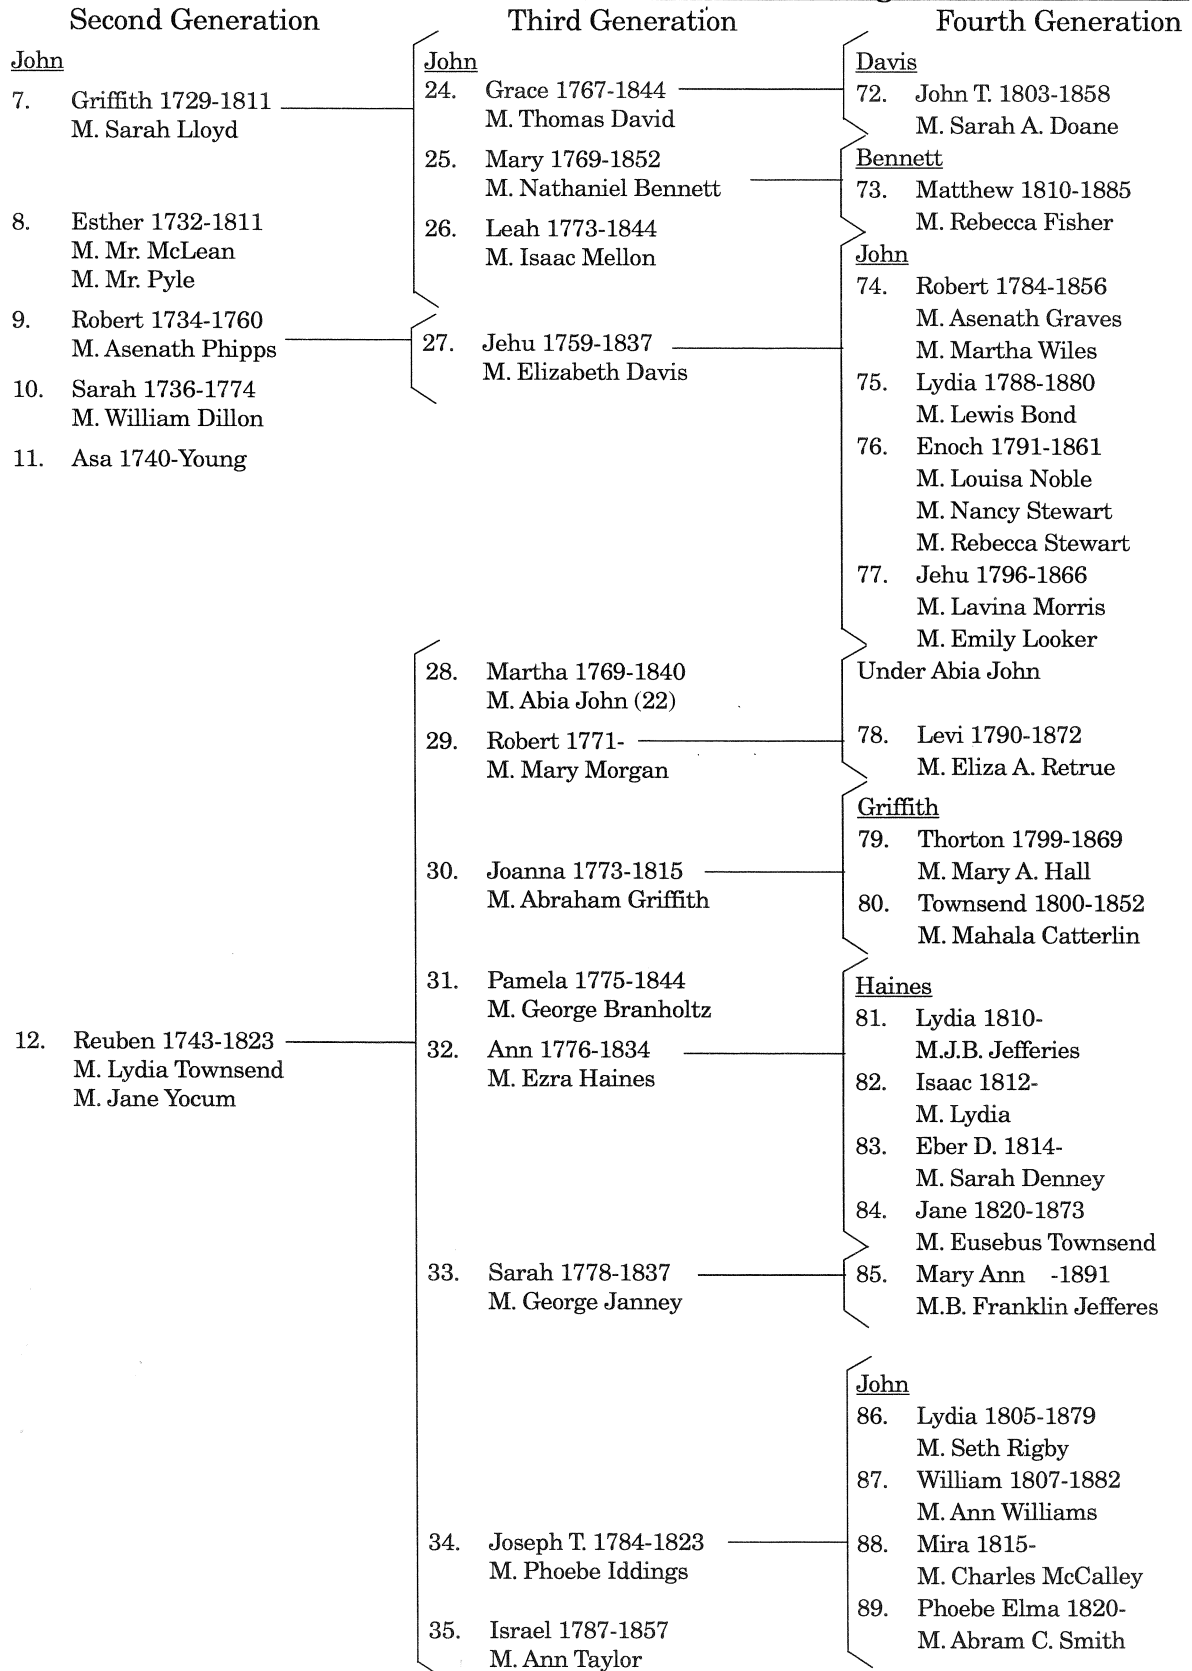 Second Generation
John
7. Griffith 1729-1811
M. Sarah Lloyd
8. Esther 1732-1811
M. Mr. McLean
M. Mr. Pyle
9. Robert 1734-1760
M. Asenath Phipps
10. Sarah 1736-1774
M. William Dillon
11. Asa 1740-Young
12. Reuben 1743-1823
M. Lydia Townsend
M. Jane Yocum
Third Generation
John
24. Grace 1767-1844
M. Thomas David
25. Mary 1769-1852
M. Nathaniel Bennett
26. Leah 1773-1844
M. Isaac Mellon
27. Jehu 1759-1837
M. Elizabeth Davis
28. Martha 1769-1840
M. Abia John (22)
29. Robert 1771-
M. Mary Morgan
30. Joanna 1773-1815
M. Abraham Griffith
31. Pamela 1775-1844
M. George Branholtz
32. Ann 1776-1834
M. Ezra Haines
33. Sarah 1778-1837
M. George Janney
34. Joseph T. 1784-1823
M. Phoebe Iddings
35. Israel 1787-1857
M. Ann Taylor
Fourth Generation
Davis
72. John T. 1803-1858
M. Sarah A. Doane
Bennett
73. Matthew 1810-1885
M. Rebecca Fisher
John
74. Robert 1784-1856
M. Asenath Graves
M. Martha Wiles
75. Lydia 1788-1880
M. Lewis Bond
76. Enoch 1791-1861
M. Louisa Noble
M. Nancy Stewart
M. Rebecca Stewart
77. Jehu 1796-1866
M. Lavina Morris
M. Emily Looker
Under Abia John
78. Levi 1790-1872
M. Eliza A. Retrue
Griffith
79. Thorton 1799-1869
M. Mary A. Hall
80. Townsend 1800-1852
M. Mahala Catterlin
Haines
81. Lydia 1810-
M.J.B. Jefferies
82. Isaac 1812-
M. Lydia
83. Eber D. 1814-
M. Sarah Denney
84. Jane 1820-1873
M. Eusebus Townsend
85. Mary Ann -1891
M.B. Franklin Jefferes
John
86. Lydia 1805-1879
M. Seth Rigby
87. William 1807-1882
M. Ann Williams
88. Mira 1815-
M. Charles McCalley
89. Phoebe Elma 1820-
M. Abram C. Smith